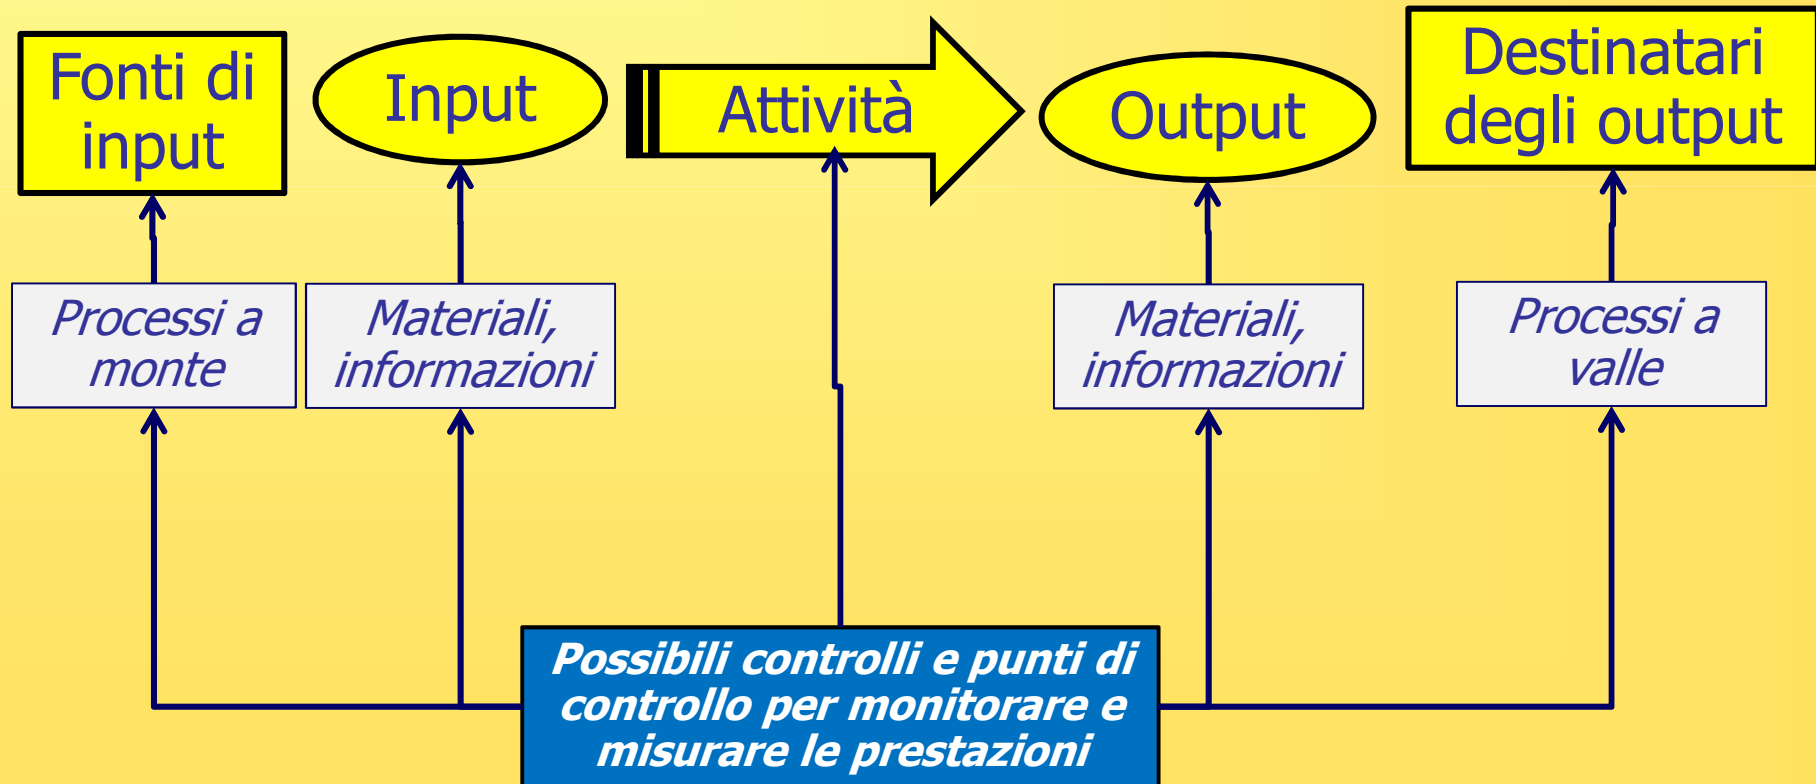 Fonti di
input
Input
Attività
Output
Destinatari
degli output
Processi a
monte
Materiali,
informazioni
Materiali,
informazioni
Processi a
valle
Possibili controlli e punti di
controllo per monitorare e
misurare le prestazioni